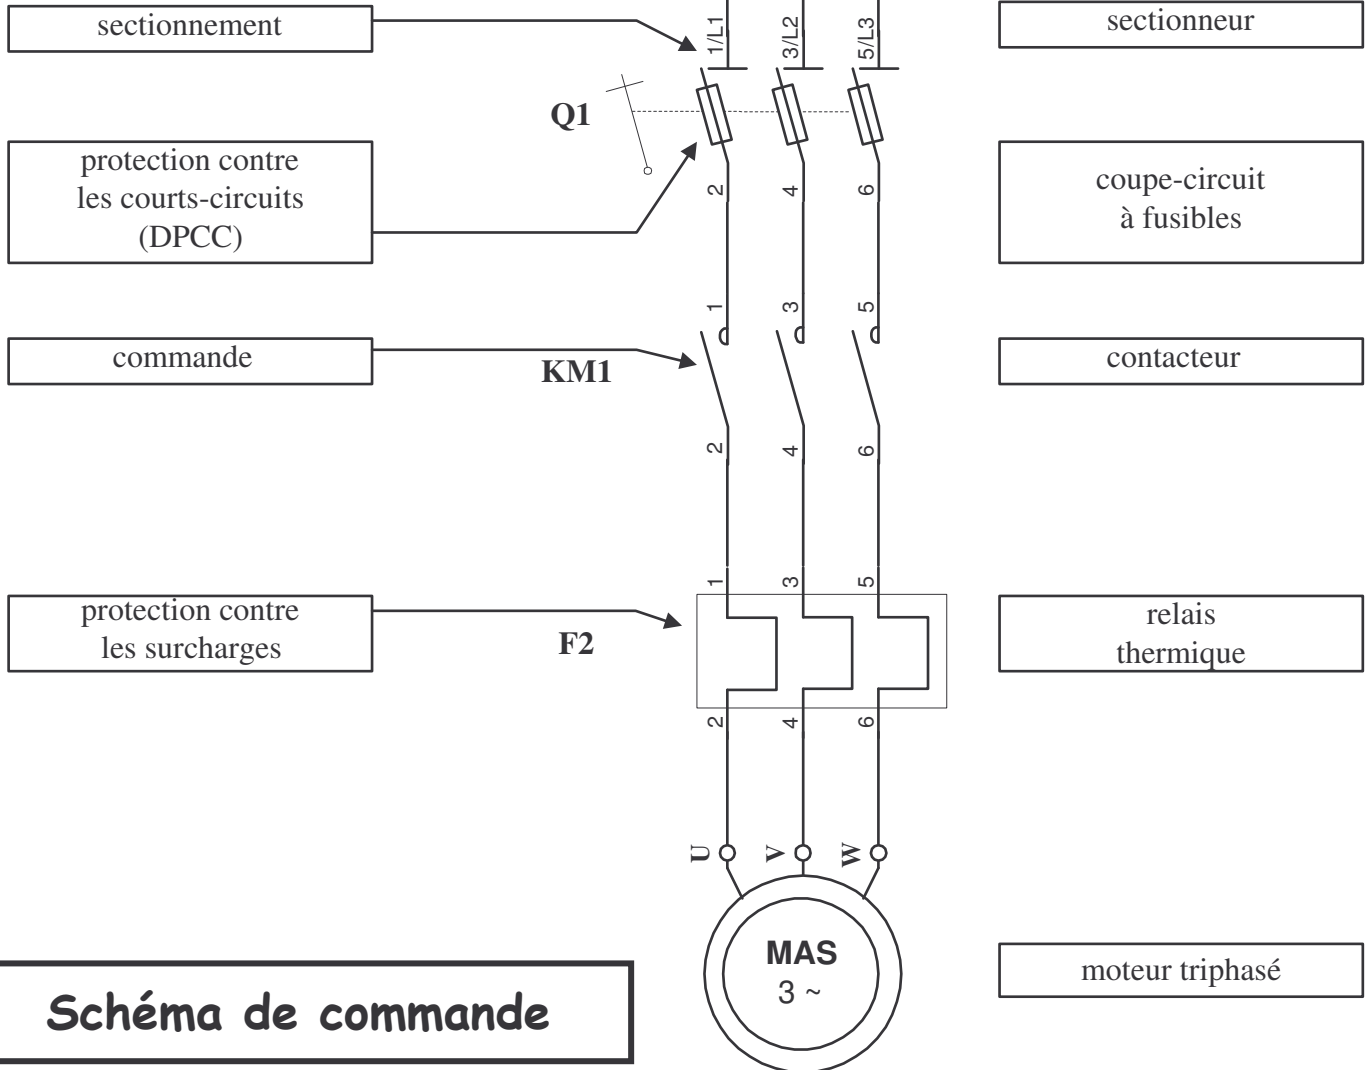 sectionnement
1/L1
3/L2
5/L3
sectionneur
Q1
protection contre
les courts-circuits
(DPCC)
2
4
6
coupe-circuit
à fusibles
1
3
5
commande
KM1
contacteur
2
4
6
1
3
5
protection contre
les surcharges
F2
relais
thermique
2
4
6
U
V
W
MAS
3 ~
moteur triphasé
Schéma de commande